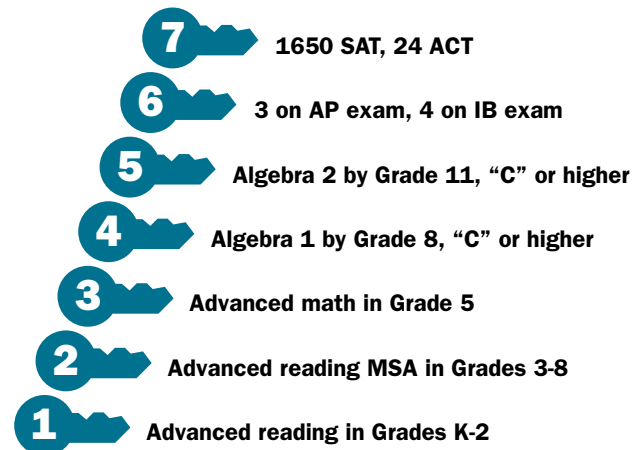 7 1650 SAT, 24 ACT
6 3 on AP exam, 4 on IB exam
5 Algebra 2 by Grade 11, “C” or higher
4 Algebra 1 by Grade 8, “C” or higher
3 Advanced math in Grade 5
2 Advanced reading MSA in Grades 3-8
1 Advanced reading in Grades K-2